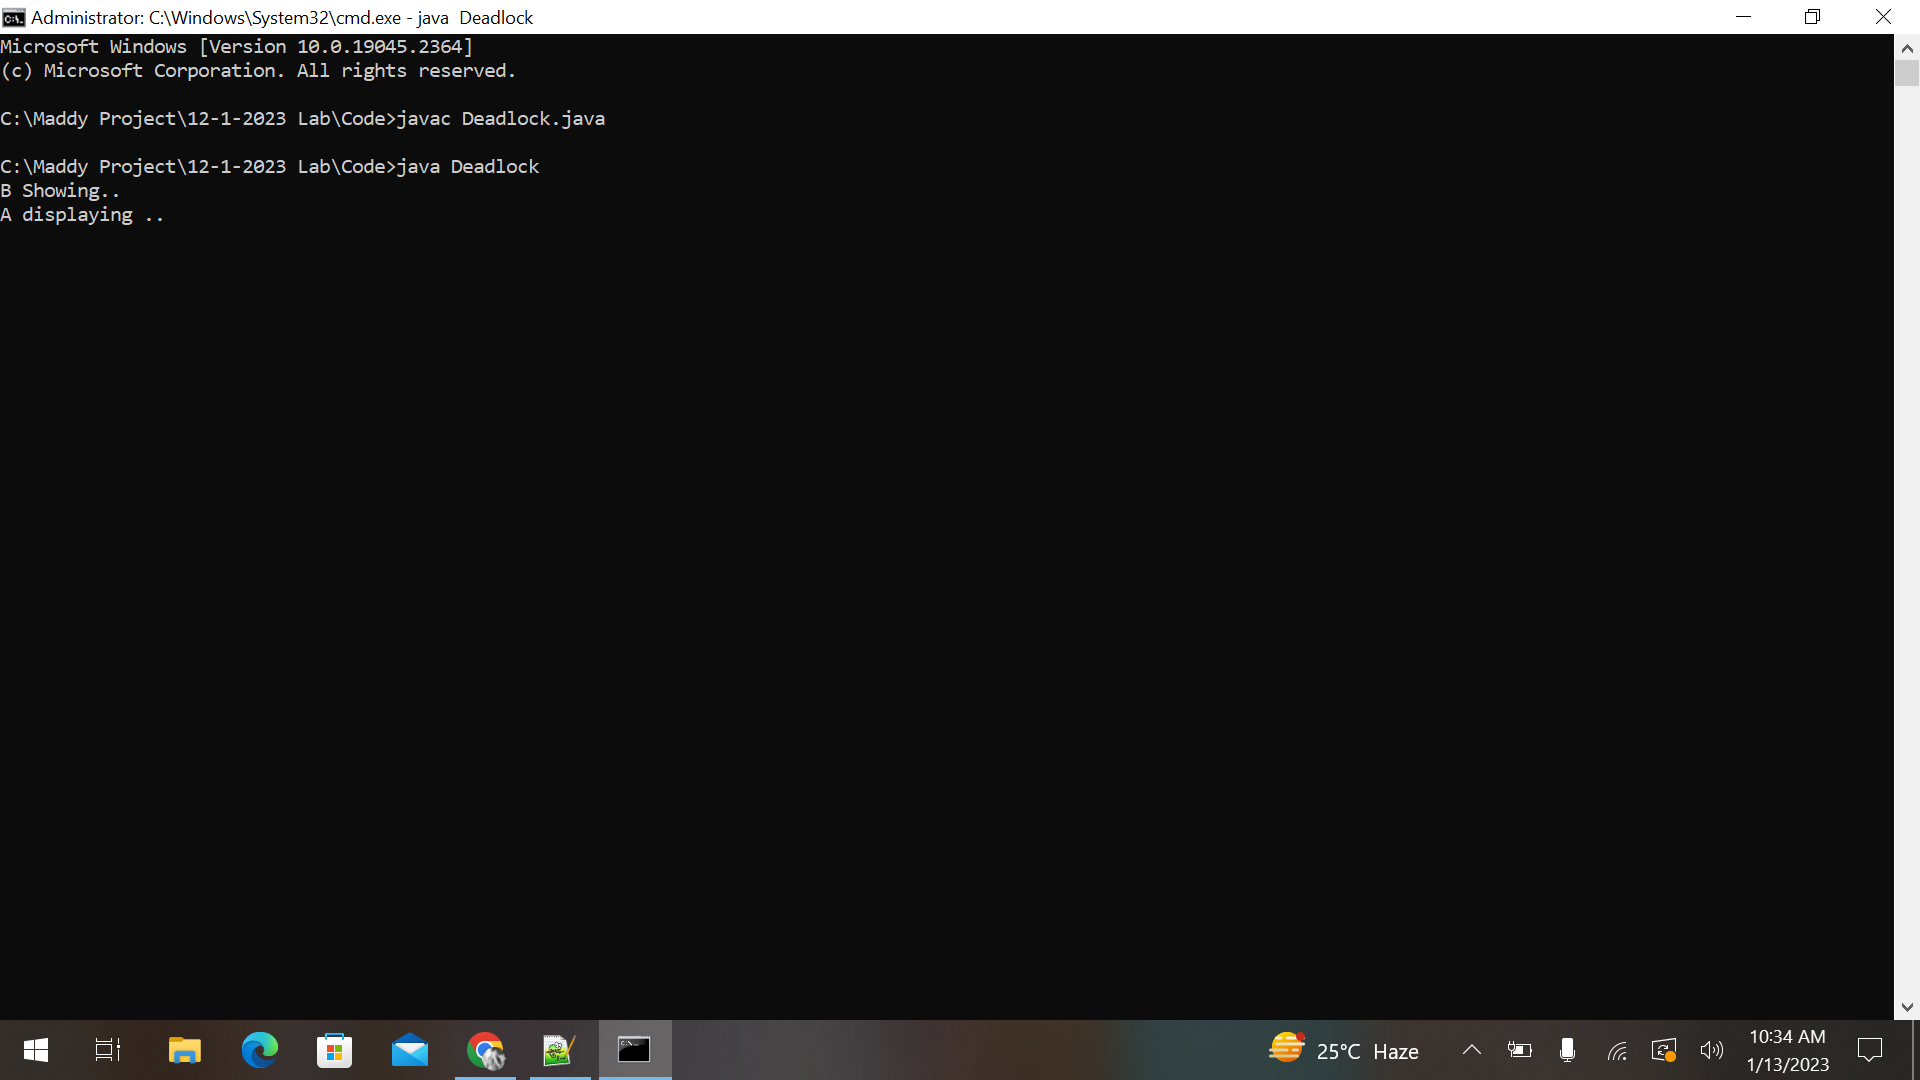 Administrator: C:\Windows\System32\cmd.exe - java  Deadlock
Microsoft Windows [Version 10.0.19045.2364]
(c) Microsoft Corporation. All rights reserved.
C:\Maddy Project\12-1-2023 Lab\Code>javac Deadlock.java
C:\Maddy Project\12-1-2023 Lab\Code>java Deadlock
B Showing..
A displaying ..
25°C Haze
10:34 AM
1/13/2023